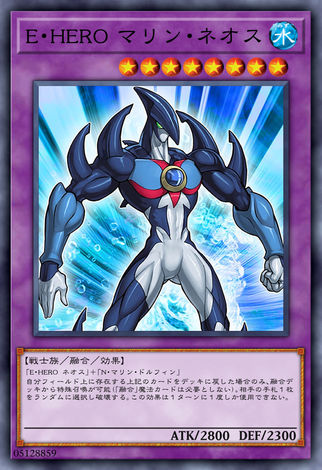 E・HERO マリン・ネオス
水
【戦士族／融合／効果】
「E・HERO ネオス」＋「N・マリン・ドルフィン」
自分フィールド上に存在する上記のカードをデッキに戻した場合のみ、融合デ
ッキから特殊召喚が可能（「融合」魔法カードは必要としない）。相手の手札１枚
をランダムに選択し破壊する。この効果は１ターンに１度しか使用できない。
ATK/2800 DEF/2300
05128859